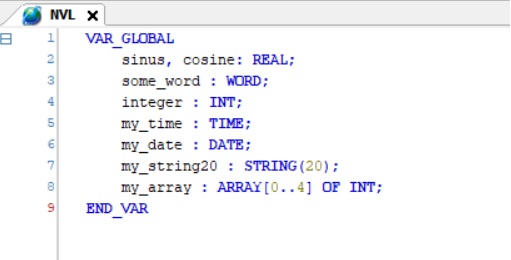 NVL
1 VAR_GLOBAL
2 sinus, cosine: REAL;
3 some_word : WORD;
4 integer : INT;
5 my_time : TIME;
6 my_date : DATE;
7 my_string20 : STRING(20);
8 my_array : ARRAY[0..4] OF INT;
9 END_VAR